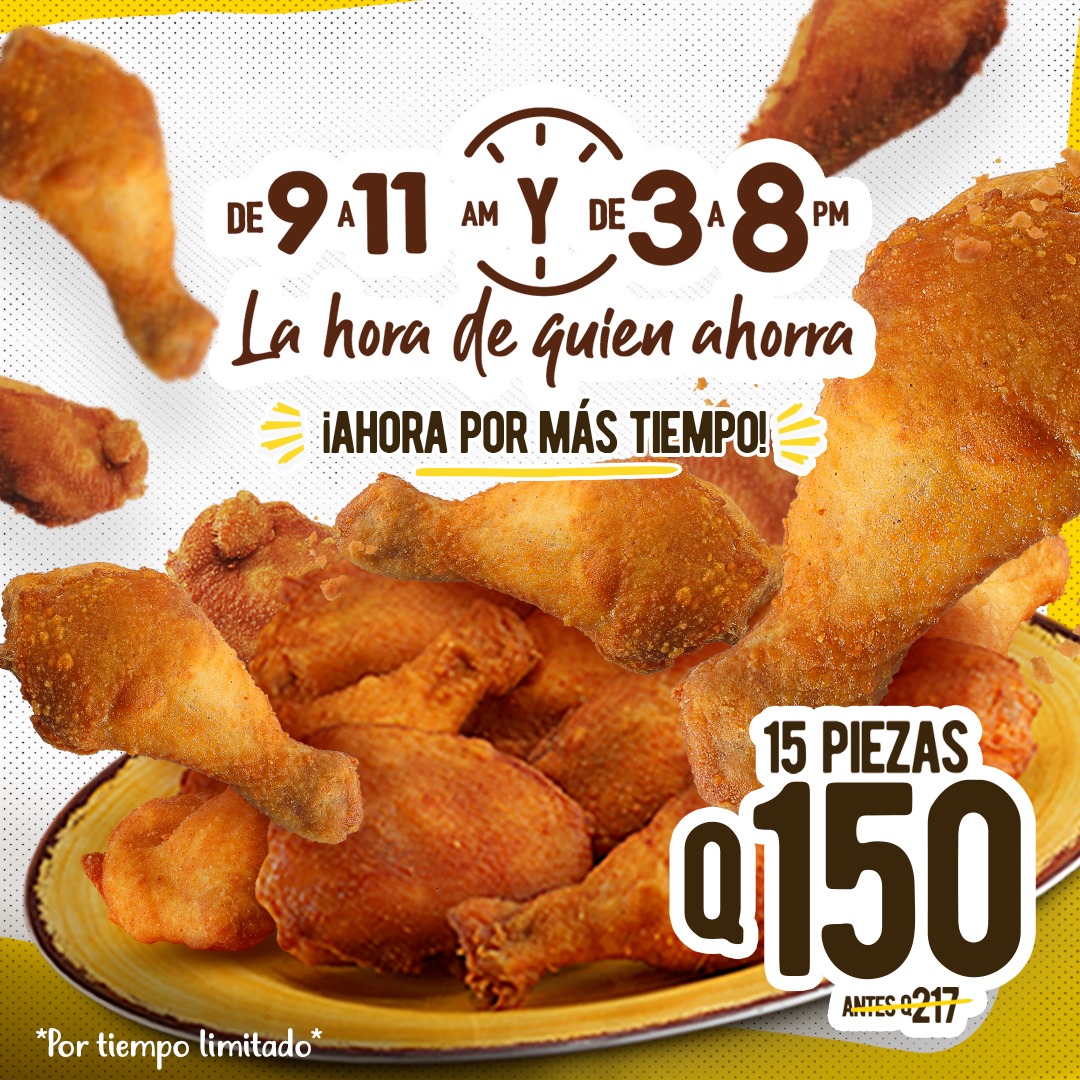 DE 9 A 11 AM Y DE 3 A 8 PM
La hora de quien ahorra
¡AHORA POR MÁS TIEMPO!
15 PIEZAS
Q150
ANTES Q217
*Por tiempo limitado*